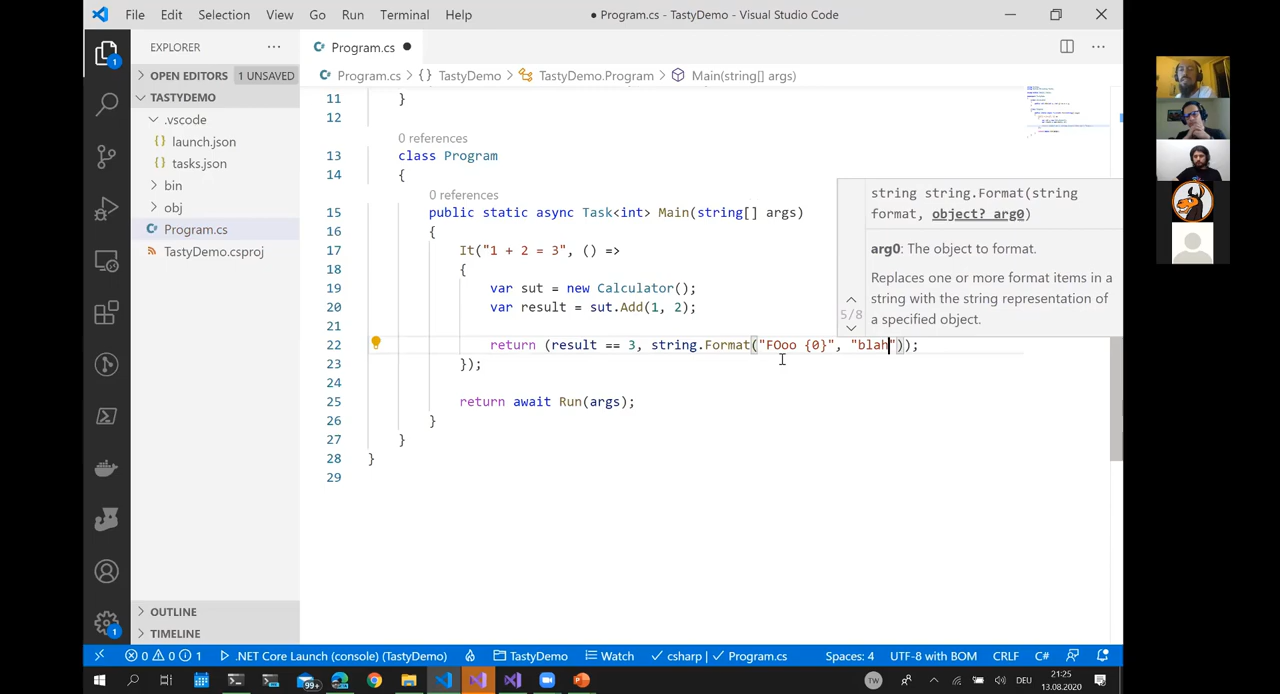 File Edit Selection View Go Run Terminal Help ● Program.cs - TastyDemo - Visual Studio Code
EXPLORER ···
Program.cs ●
OPEN EDITORS 1 UNSAVED
Program.cs > {} TastyDemo > TastyDemo.Program > Main(string[] args)
TASTYDEMO
.vscode
launch.json
tasks.json
bin
obj
Program.cs
TastyDemo.csproj
OUTLINE
TIMELINE
1
1
11 }
12
0 references
13 class Program
14 {
0 references
15 public static async Task<int> Main(string[] args)
16 {
17 It("1 + 2 = 3", () =>
18 {
19 var sut = new Calculator();
20 var result = sut.Add(1, 2);
21
22 return (result == 3, string.Format("FOoo {0}", "blah"));
23 });
24
25 return await Run(args);
26 }
27 }
28 }
29
string string.Format(string
format, object? arg0)
arg0: The object to format.
Replaces one or more format items in a
string with the string representation of
a specified object.
5/8
0 0 1 .NET Core Launch (console) (TastyDemo) TastyDemo Watch csharp | Program.cs Spaces: 4 UTF-8 with BOM CRLF C#
99+ TW DEU 21:25
13.08.2020